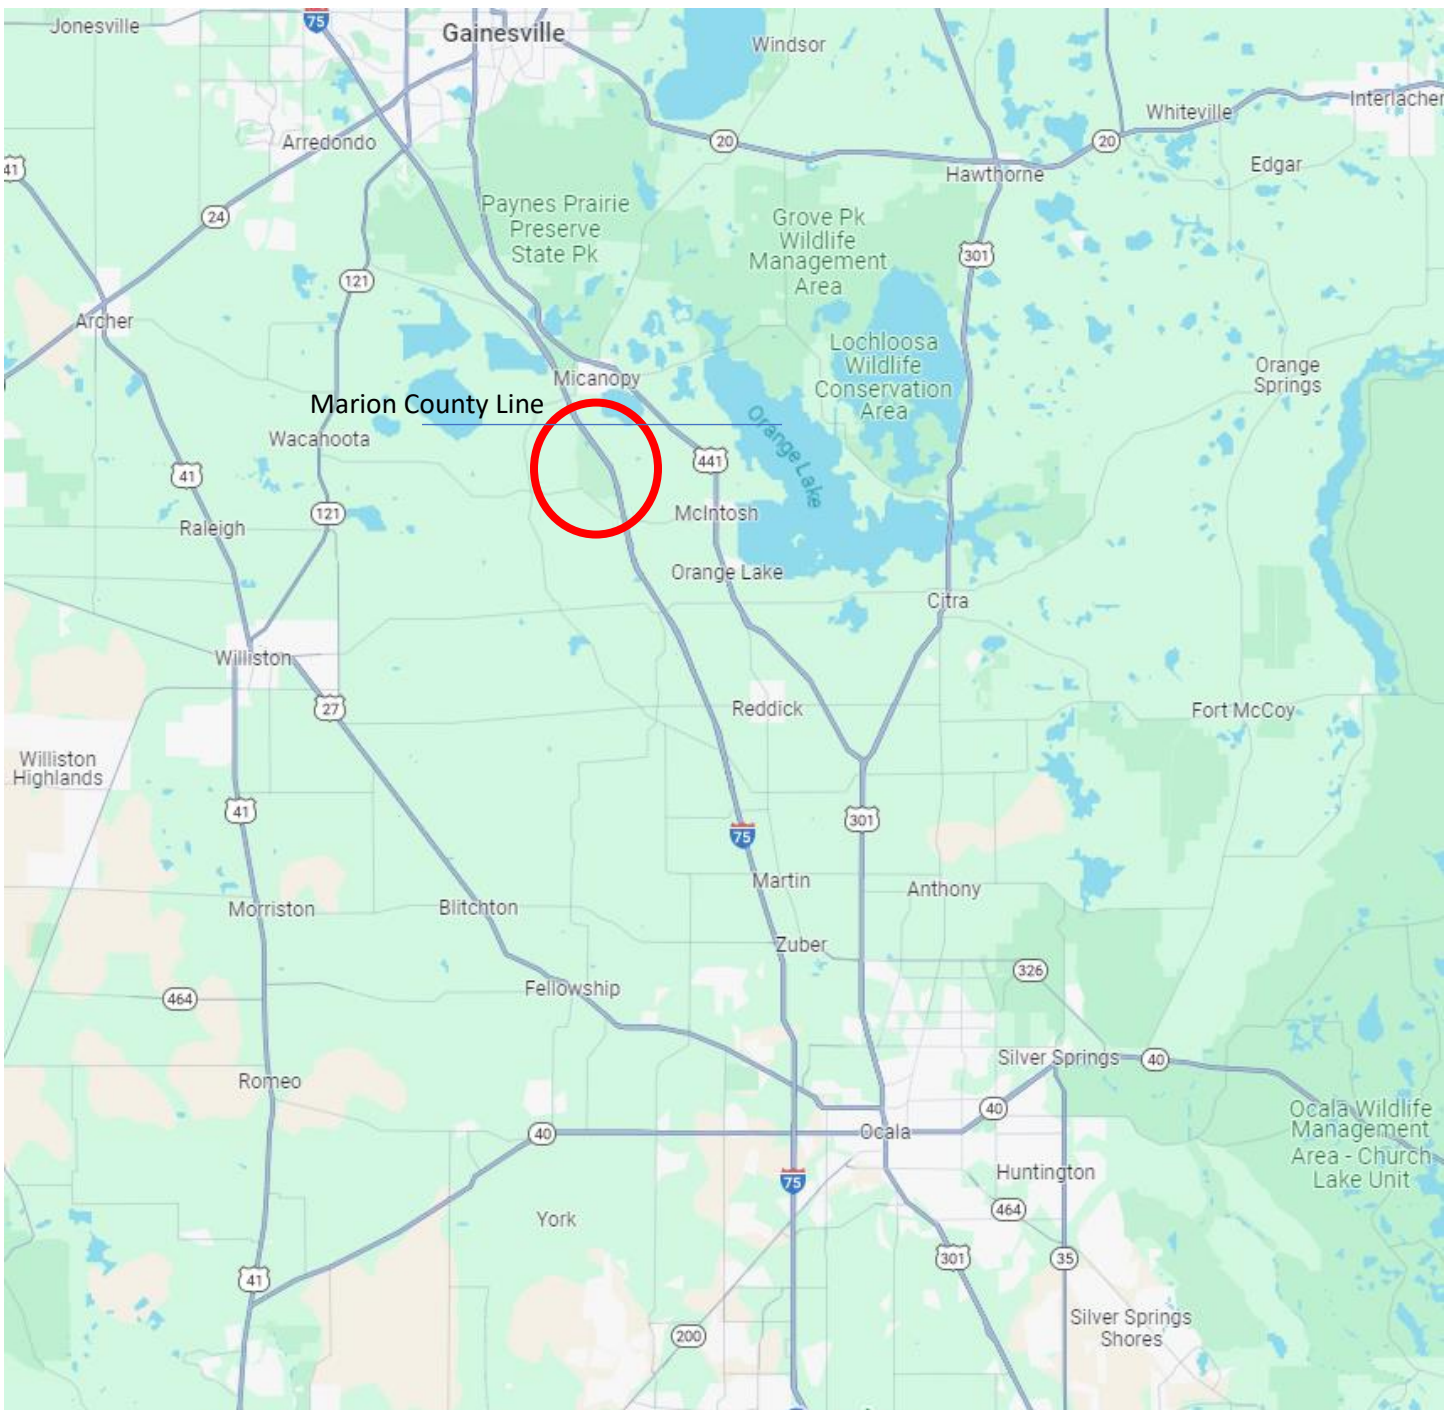 Jonesville
75
Gainesville
Windsor
Interlachen
Whiteville
Arredondo
20
20
41
Edgar
Hawthorne
Paynes Prairie
Preserve
State Pk
24
Grove Pk
Wildlife
Management
Area
301
121
Archer
Lochloosa
Wildlife
Conservation
Area
Orange
Springs
Micanopy
Marion County Line
Orange Lake
Wacahoota
441
41
121
McIntosh
Raleigh
Orange Lake
Citra
Williston
27
Reddick
Fort McCoy
Williston
Highlands
41
301
75
Martin
Anthony
Morriston
Blitchton
Zuber
326
Fellowship
464
Silver Springs
40
Romeo
40
Ocala Wildlife
Management
Area - Church
Lake Unit
40
Ocala
Huntington
75
464
York
301
35
41
Silver Springs
Shores
200